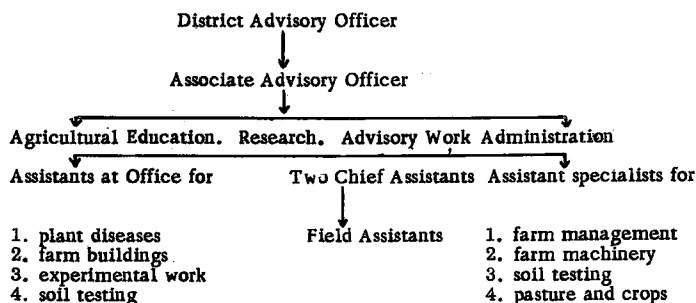 District Advisory Officer
Associate Advisory Officer
Agricultural Education. Research. Advisory Work Administration
Assistants at Office for Two Chief Assistants Assistant specialists for
1. plant diseases Field Assistants 1. farm management
2. farm buildings 2. farm machinery
3. experimental work 3. soil testing
4. soil testing 4. pasture and crops